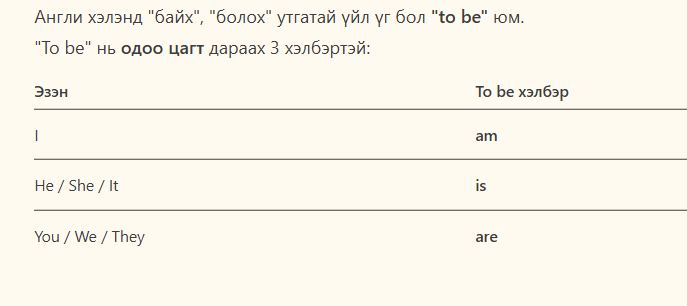 Англи хэлэнд "байх", "болох" утгатай үйл үг бол "to be" юм.
"To be" нь одоо цагт дараах 3 хэлбэртэй:
Эзэн To be хэлбэр
I am
He / She / It is
You / We / They are